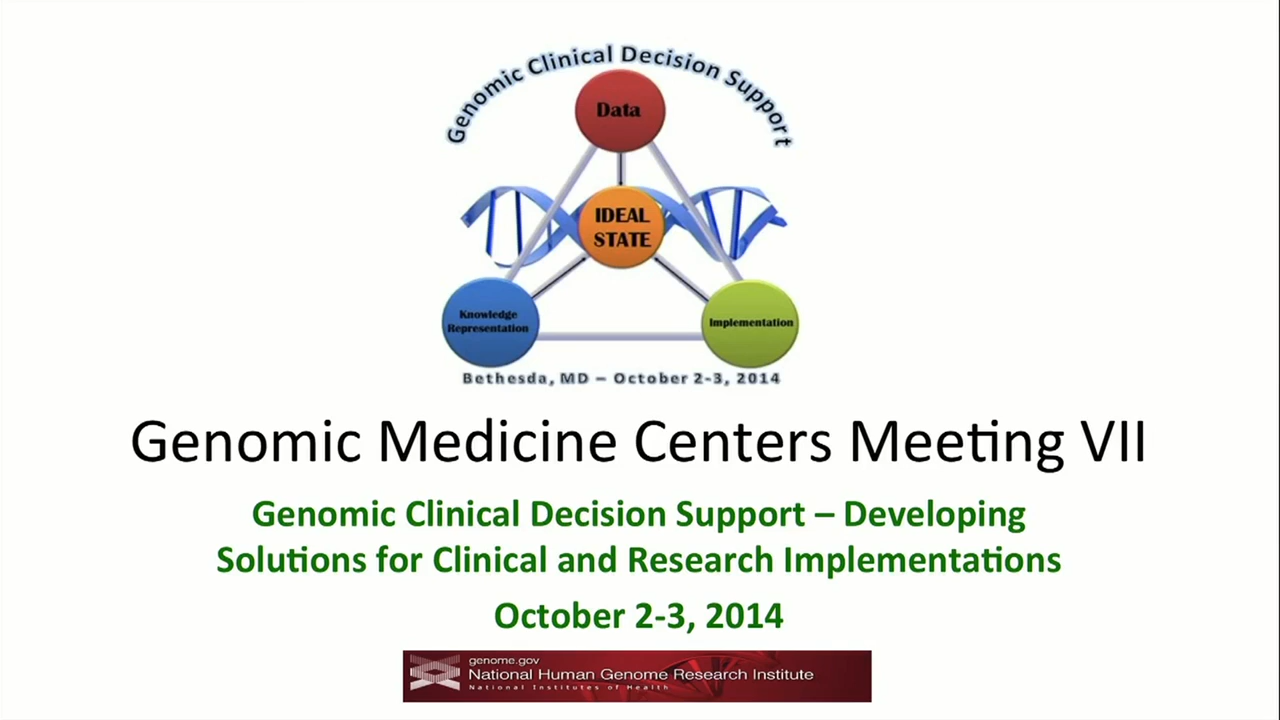 Genomic Clinical Decision Support
Data
IDEAL
STATE
Knowledge
Representation
Implementation
Bethesda, MD – October 2-3, 2014
Genomic Medicine Centers Meeting VII
Genomic Clinical Decision Support – Developing
Solutions for Clinical and Research Implementations
October 2-3, 2014
genome.gov
National Human Genome Research Institute
National Institutes of Health